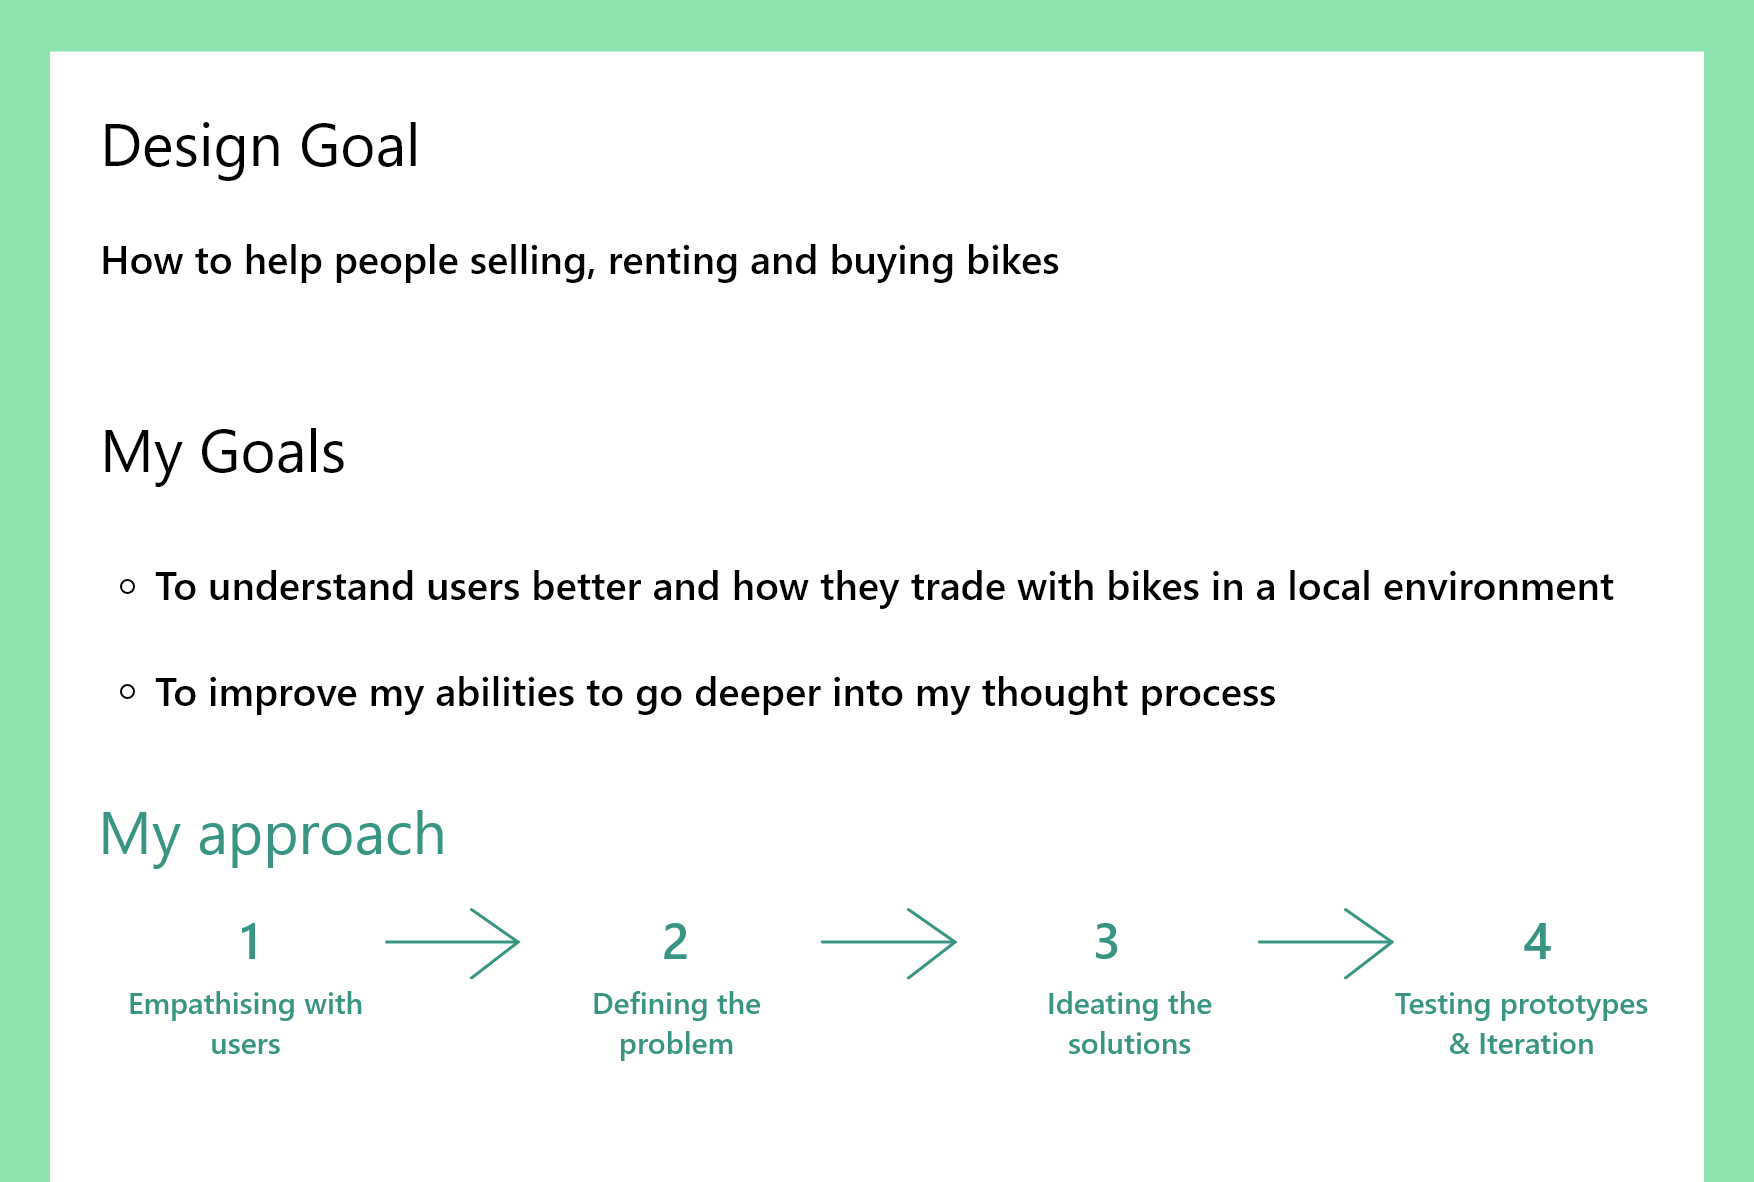 Design Goal
How to help people selling, renting and buying bikes
My Goals
To understand users better and how they trade with bikes in a local environment
To improve my abilities to go deeper into my thought process
My approach
1
2
3
4
Empathising with
users
Defining the
problem
Ideating the
solutions
Testing prototypes
& Iteration